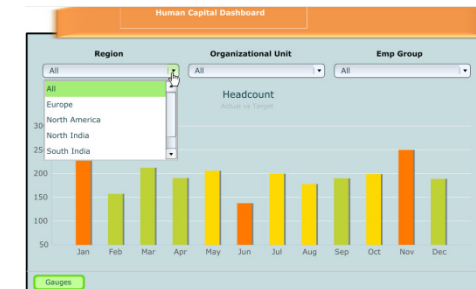 Human Capital Dashboard
Region
Organizational Unit
Emp Group
All
All
All
All
Europe
North America
North India
South India
Headcount
Actual vs Target
200
150
100
50
Jan
Feb
Mar
Apr
May
Jun
Jul
Aug
Sep
Oct
Nov
Dec
Gauges